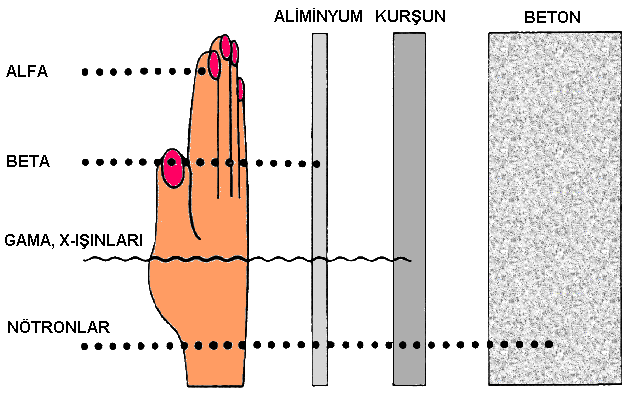 ALİMİNYUM KURŞUN BETON
ALFA
BETA
GAMA, X-IŞINLARI
NÖTRONLAR